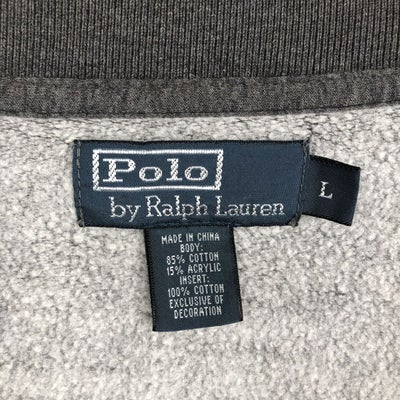 Polo
by Ralph Lauren
L
MADE IN CHINA
BODY:
85% COTTON
15% ACRYLIC
INSERT:
100% COTTON
EXCLUSIVE OF
DECORATION